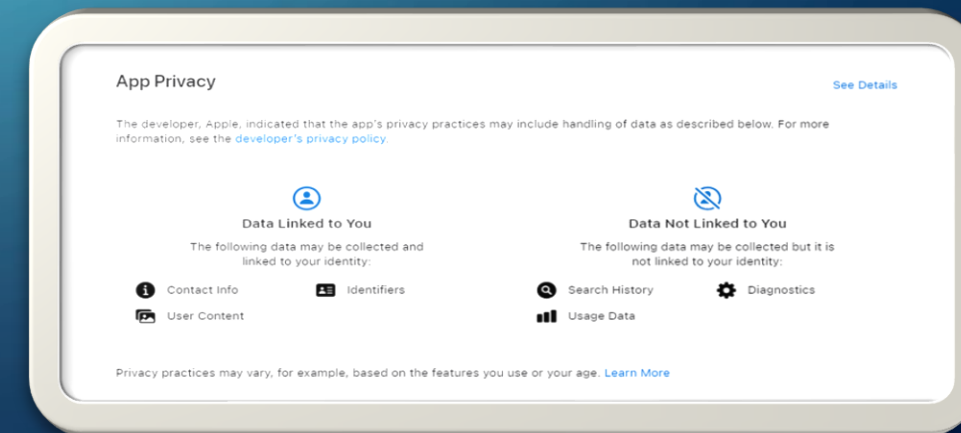 App Privacy
See Details
The developer, Apple, indicated that the app's privacy practices may include handling of data as described below. For more
information, see the developer's privacy policy.
Data Linked to You
The following data may be collected and
linked to your identity:
Contact Info
Identifiers
User Content
Data Not Linked to You
The following data may be collected but it is
not linked to your identity:
Search History
Diagnostics
Usage Data
Privacy practices may vary, for example, based on the features you use or your age. Learn More